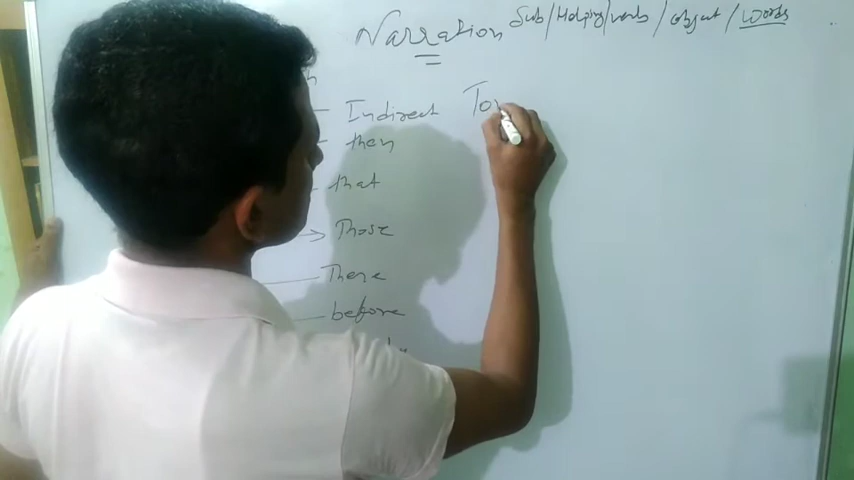 Narration Sub/Helping/verbs/object/words
Indirect To
then
that
Those
There
before